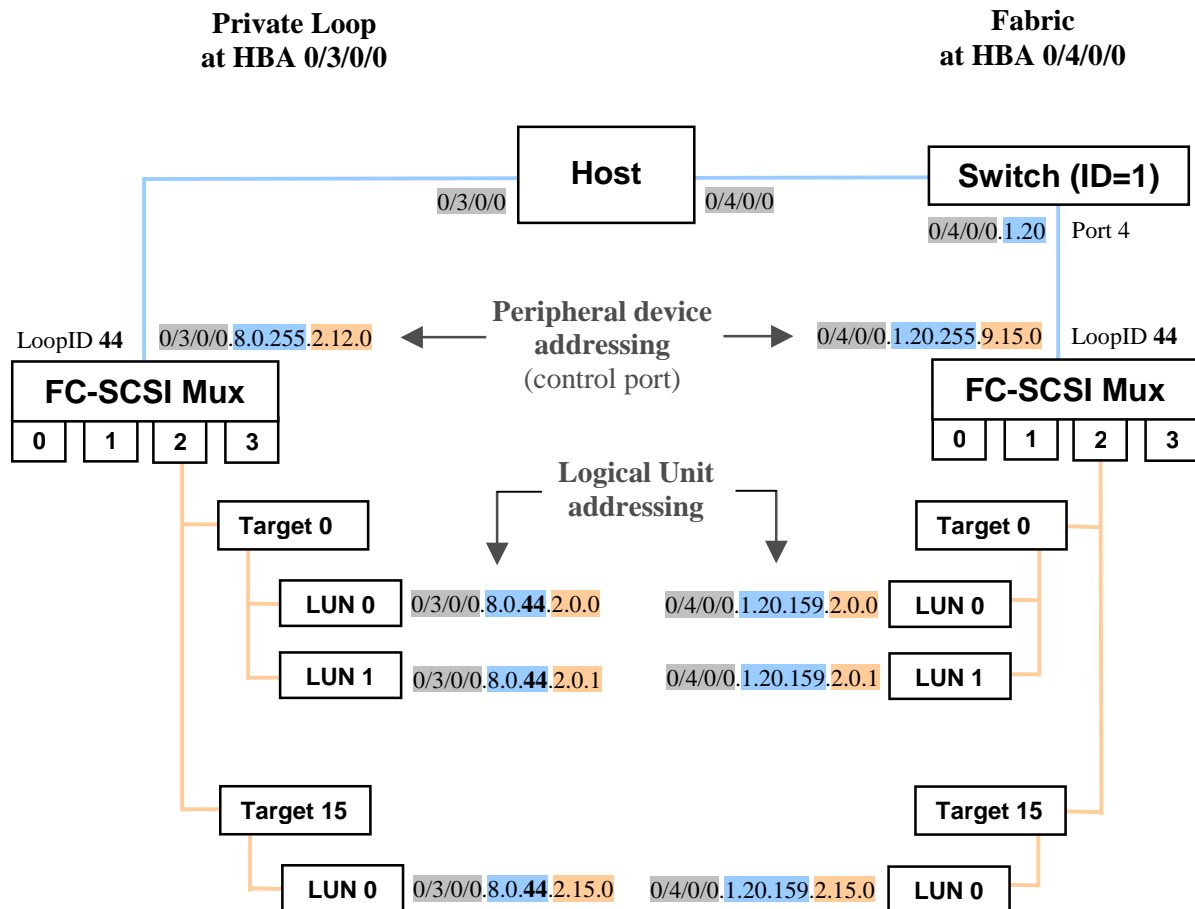 Private Loop
at HBA 0/3/0/0
Fabric
at HBA 0/4/0/0
Host
Switch (ID=1)
0/3/0/0
0/4/0/0
0/4/0/0.1.20
Port 4
LoopID 44
0/3/0/0.8.0.255.2.12.0
Peripheral device
addressing
(control port)
0/4/0/0.1.20.255.9.15.0
LoopID 44
FC-SCSI Mux
0 1 2 3
FC-SCSI Mux
0 1 2 3
Logical Unit
addressing
Target 0
Target 0
LUN 0
0/3/0/0.8.0.44.2.0.0
0/4/0/0.1.20.159.2.0.0
LUN 0
LUN 1
0/3/0/0.8.0.44.2.0.1
0/4/0/0.1.20.159.2.0.1
LUN 1
Target 15
Target 15
LUN 0
0/3/0/0.8.0.44.2.15.0
0/4/0/0.1.20.159.2.15.0
LUN 0